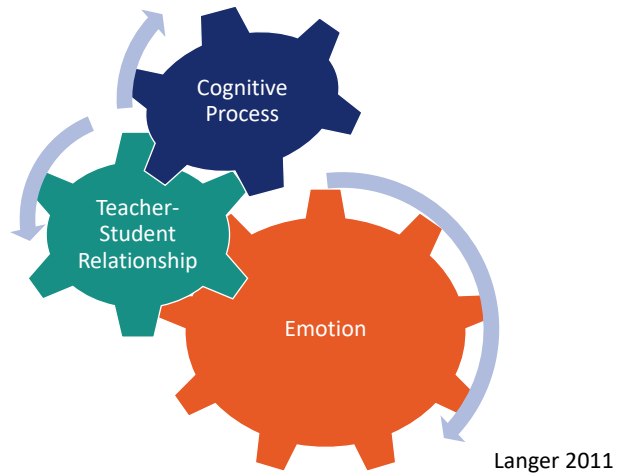 Cognitive
Process
Teacher-
Student
Relationship
Emotion
Langer 2011